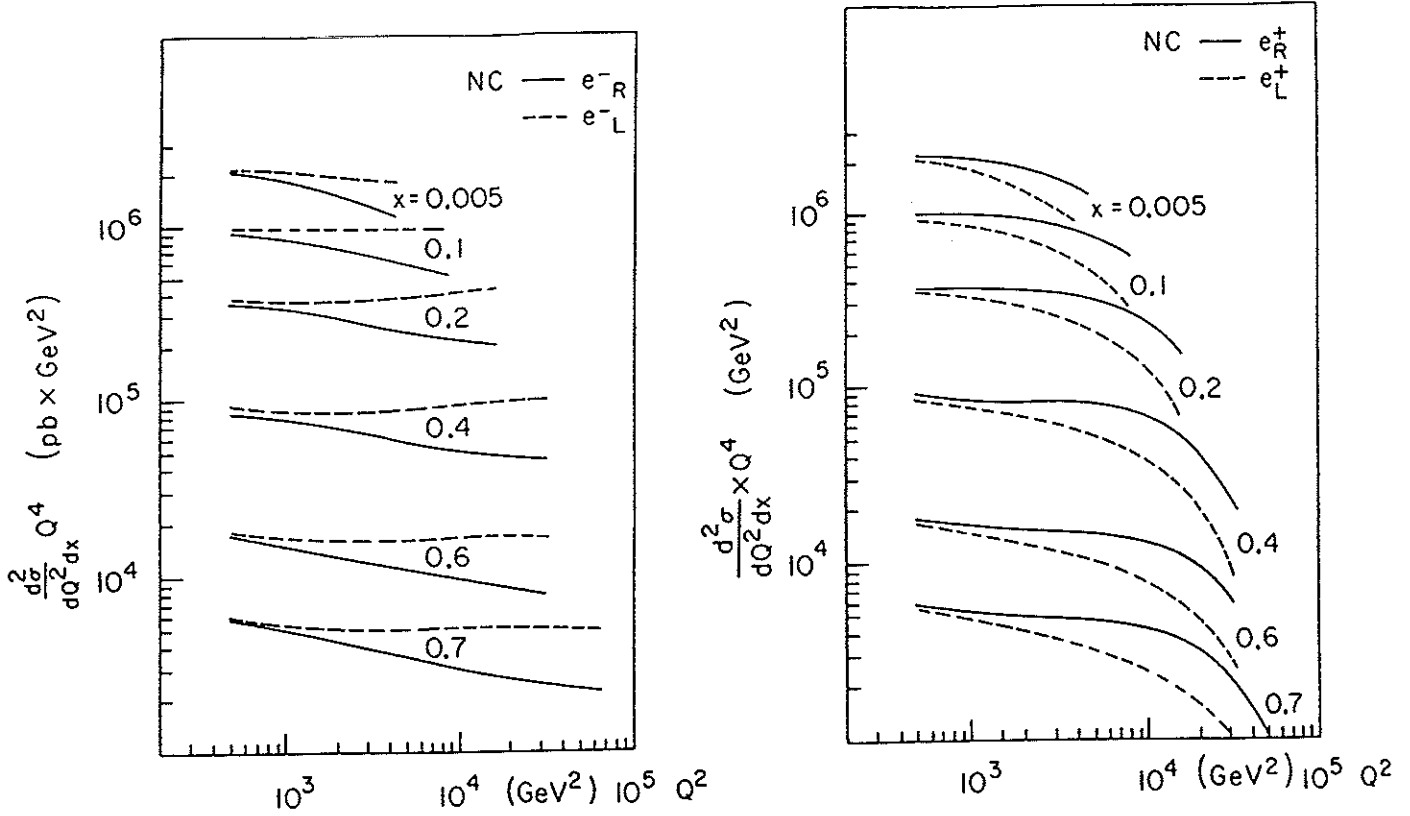 NC — e⁻R
--- e⁻L
x = 0.005
0.1
0.2
0.4
0.6
0.7
10⁶
10⁵
10⁴
d²σ/dQ²dx Q⁴ (pb × GeV²)
10³ 10⁴ (GeV²) 10⁵ Q²
NC — e⁺R
--- e⁺L
x = 0.005
0.1
0.2
0.4
0.6
0.7
10⁶
10⁵
10⁴
d²σ/dQ²dx × Q⁴ (GeV²)
10³ 10⁴ (GeV²) 10⁵ Q²